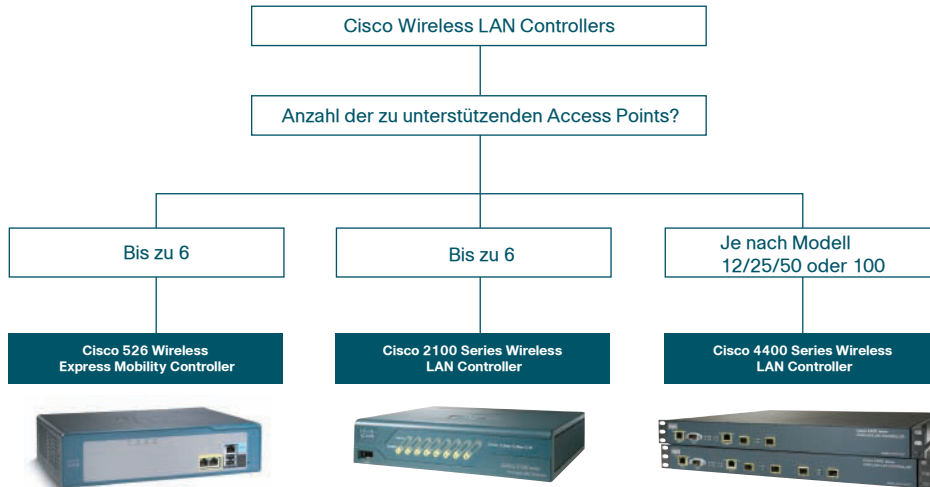 Cisco Wireless LAN Controllers
Anzahl der zu unterstützenden Access Points?
Bis zu 6
Bis zu 6
Je nach Modell
12/25/50 oder 100
Cisco 526 Wireless
Express Mobility Controller
Cisco 2100 Series Wireless
LAN Controller
Cisco 4400 Series Wireless
LAN Controller